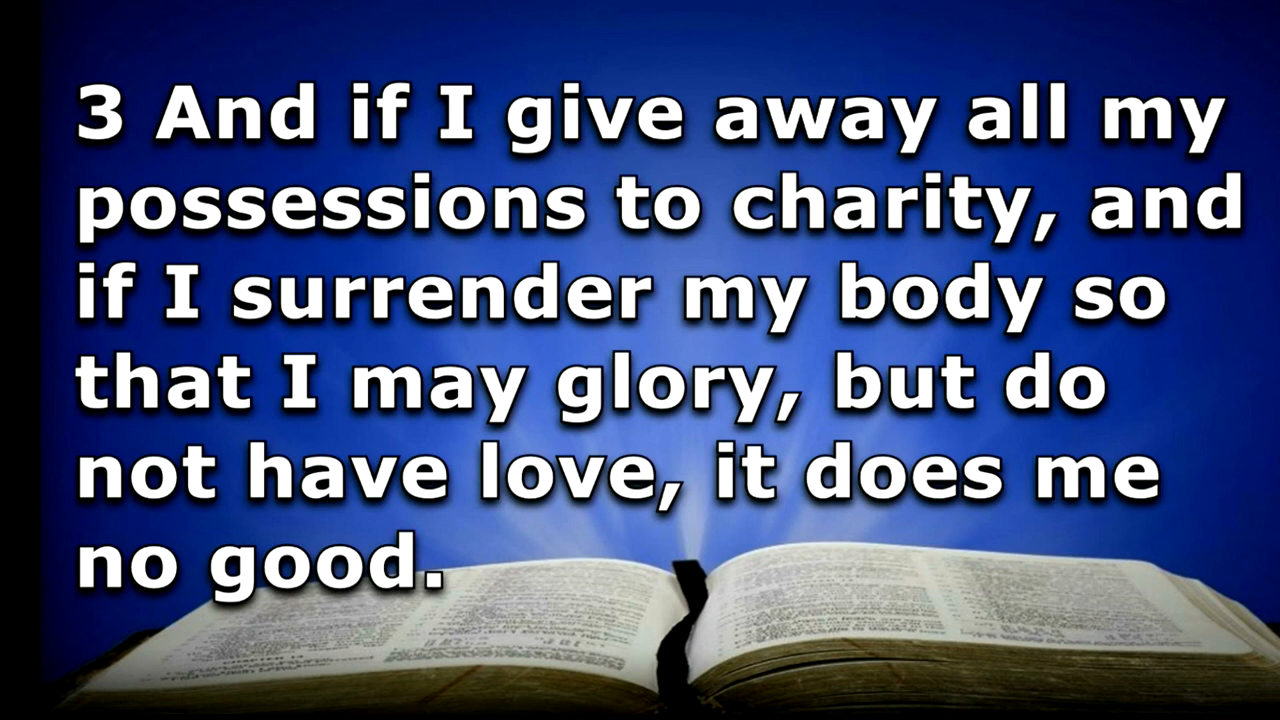 3 And if I give away all my
possessions to charity, and
if I surrender my body so
that I may glory, but do
not have love, it does me
no good.